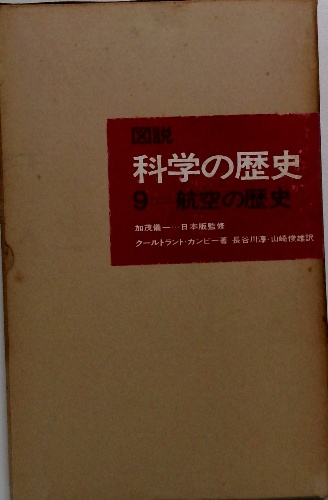 図説
科学の歴史
9―航空の歴史
加茂儀一…日本版監修
クールトラント・カンビー著 長谷川淳・山崎俊雄訳